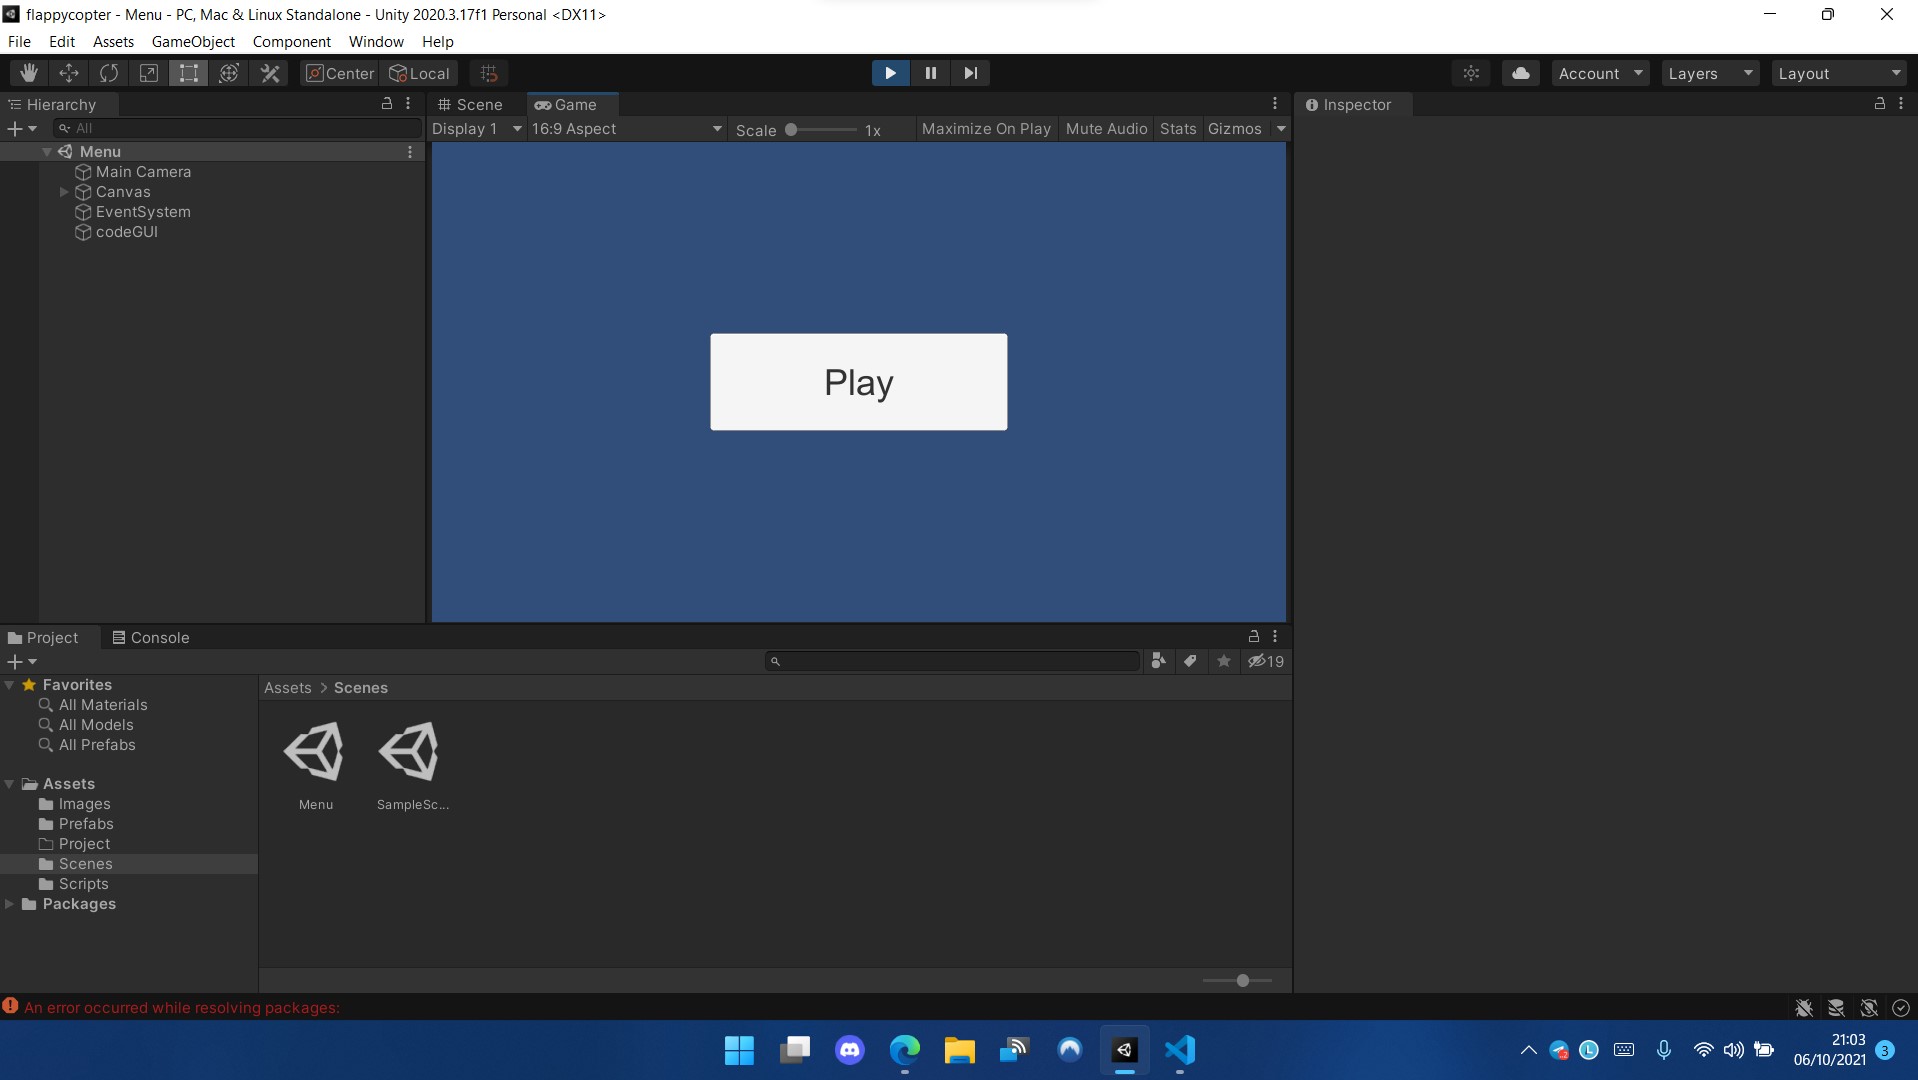 flappycopter - Menu - PC, Mac & Linux Standalone - Unity 2020.3.17f1 Personal <DX11>
File Edit Assets GameObject Component Window Help
Center Local Account Layers Layout
Hierarchy
All
Menu
Main Camera
Canvas
EventSystem
codeGUI
Scene Game
Display 1 16:9 Aspect Scale 1x Maximize On Play Mute Audio Stats Gizmos
Play
Inspector
Project Console
19
Favorites
All Materials
All Models
All Prefabs
Assets
Images
Prefabs
Project
Scenes
Scripts
Packages
Assets > Scenes
Menu SampleSc...
An error occurred while resolving packages:
21:03
06/10/2021
3